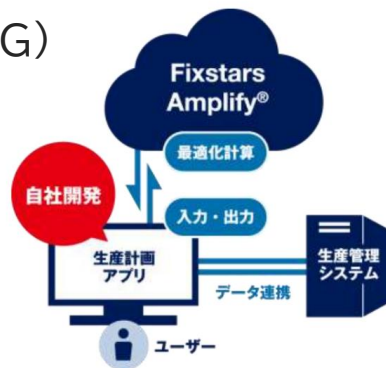 G)
Fixstars
Amplify®
最適化計算
自社開発
入力・出力
生産計画
アプリ
生産管理
システム
データ連携
ユーザー